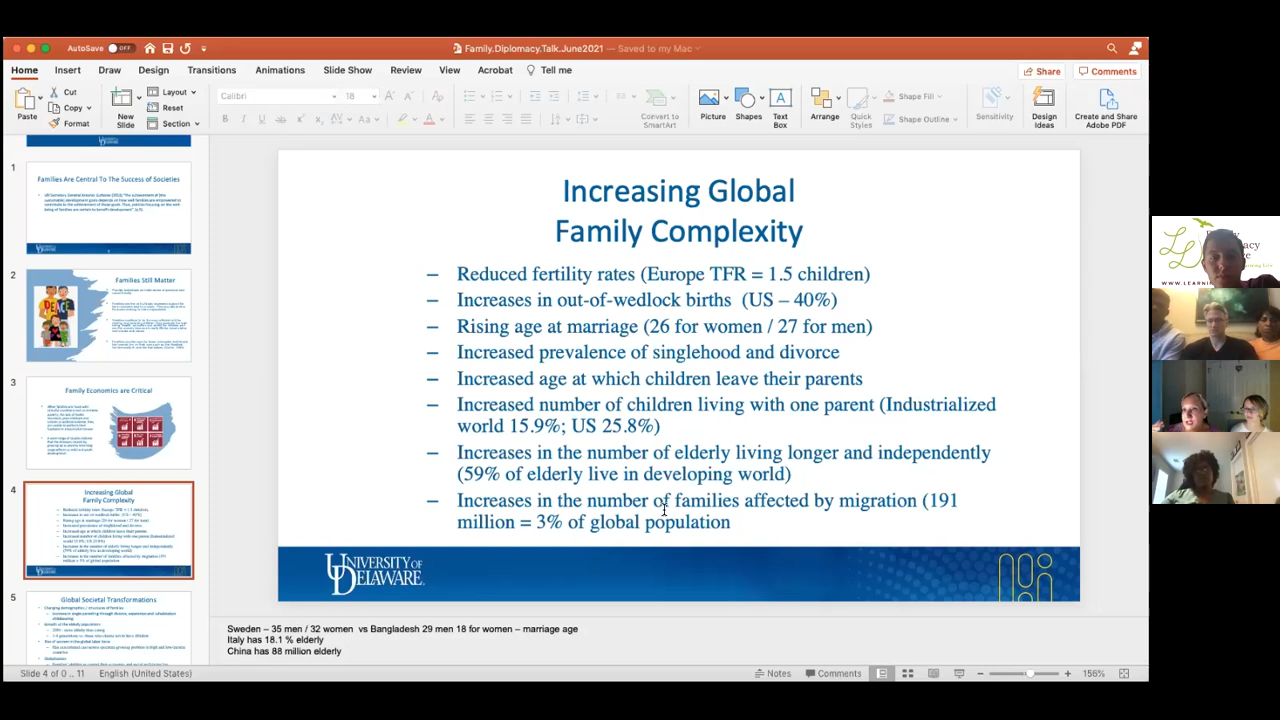 AutoSave OFF
Family.Diplomacy.Talk.June2021 — Saved to my Mac
Home Insert Draw Design Transitions Animations Slide Show Review View Acrobat Tell me
Share Comments
Paste
Cut
Copy
Format
New Slide
Layout
Reset
Section
Calibri 18
Convert to SmartArt
Picture
Shapes
Text Box
Arrange
Quick Styles
Shape Fill
Shape Outline
Sensitivity
Design Ideas
Create and Share Adobe PDF
1
Families Are Central To The Success of Societies
2
Families Still Matter
3
Family Economics are Critical
4
Increasing Global
Family Complexity
5
Global Societal Transformations
Increasing Global
Family Complexity
– Reduced fertility rates (Europe TFR = 1.5 children)
– Increases in out-of-wedlock births (US – 40%)
– Rising age at marriage (26 for women / 27 for men)
– Increased prevalence of singlehood and divorce
– Increased age at which children leave their parents
– Increased number of children living with one parent (Industrialized
world 15.9%; US 25.8%)
– Increases in the number of elderly living longer and independently
(59% of elderly live in developing world)
– Increases in the number of families affected by migration (191
million = 3% of global population
UNIVERSITY OF
DELAWARE
Sweden – 35 men / 32 women vs Bangladesh 29 men 18 for women – marriage age
Italy has 18.1 % elderly
China has 88 million elderly
Slide 4 of 0 .. 11 English (United States)
Notes Comments 156%